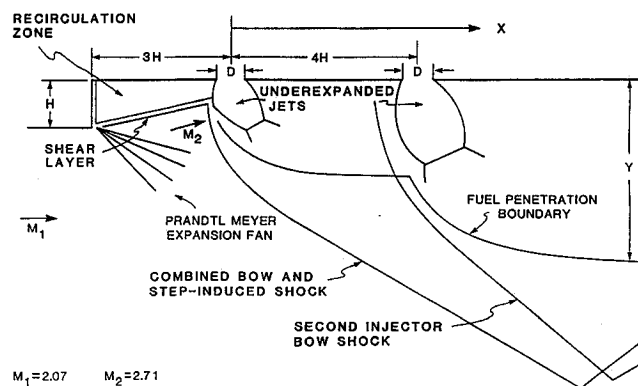 RECIRCULATION
ZONE
3H
4H
X
D
D
H
UNDEREXPANDED
JETS
M2
SHEAR
LAYER
Y
FUEL PENETRATION
BOUNDARY
M1
PRANDTL MEYER
EXPANSION FAN
COMBINED BOW AND
STEP-INDUCED SHOCK
SECOND INJECTOR
BOW SHOCK
M1=2.07 M2=2.71